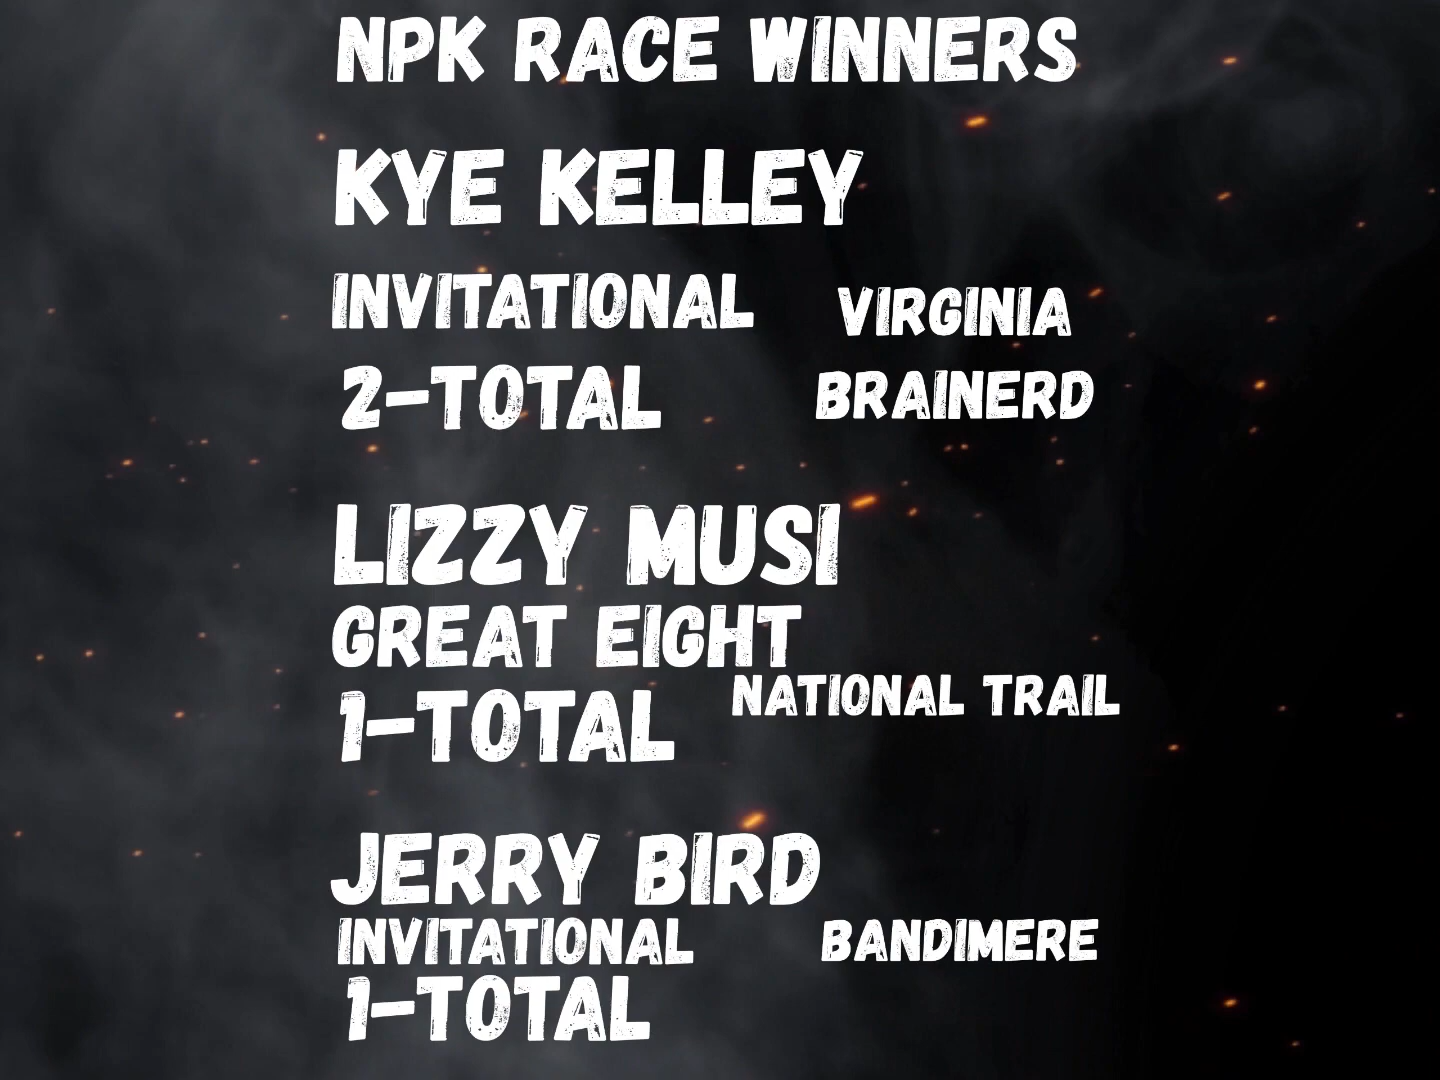 NPK RACE WINNERS
KYE KELLEY
INVITATIONAL VIRGINIA
2-TOTAL BRAINERD
LIZZY MUSI
GREAT EIGHT
NATIONAL TRAIL
1-TOTAL
JERRY BIRD
INVITATIONAL BANDIMERE
1-TOTAL